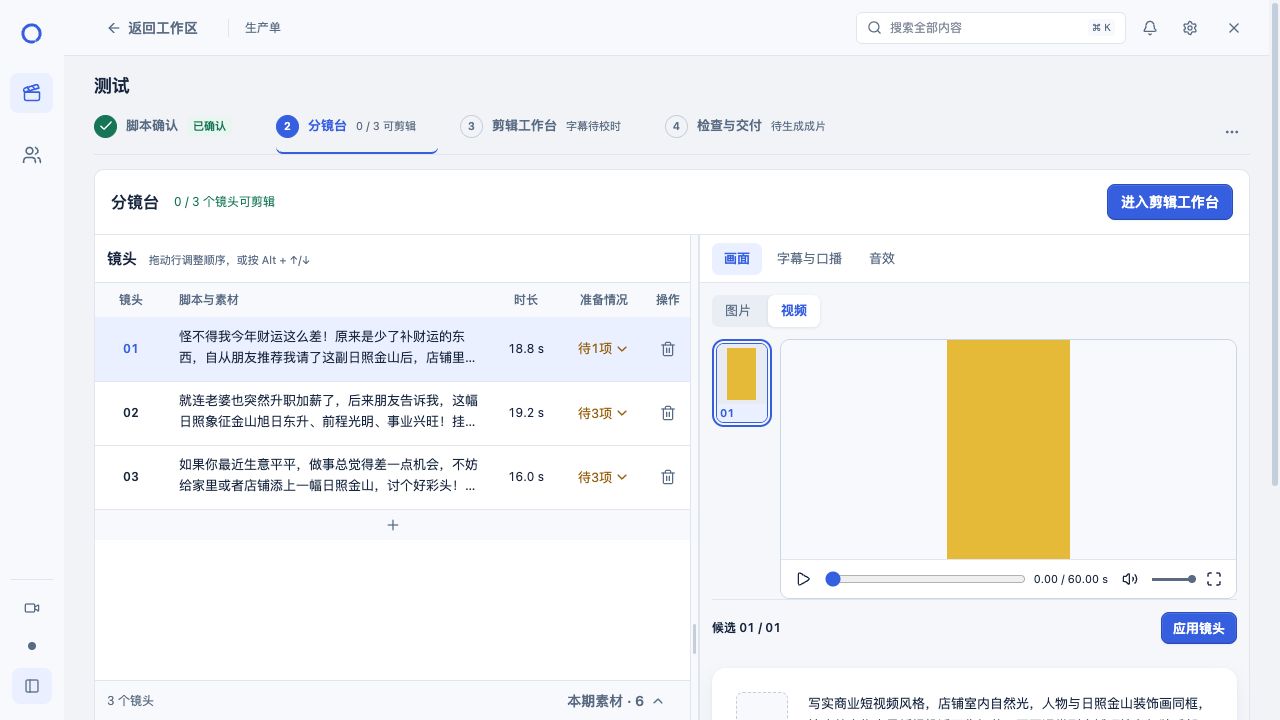 返回工作区
生产单
搜索全部内容
⌘ K
测试
脚本确认 已确认
2 分镜台 0 / 3 可剪辑
3 剪辑工作台 字幕待校时
4 检查与交付 待生成成片
分镜台 0 / 3 个镜头可剪辑
进入剪辑工作台
镜头 拖动行调整顺序，或按 Alt + ↑/↓
镜头 脚本与素材 时长 准备情况 操作
01
怪不得我今年财运这么差！原来是少了补财运的东
西，自从朋友推荐我请了这副日照金山后，店铺里...
18.8 s
待1项
02
就连老婆也突然升职加薪了，后来朋友告诉我，这幅
日照象征金山旭日东升、前程光明、事业兴旺！挂...
19.2 s
待3项
03
如果你最近生意平平，做事总觉得差一点机会，不妨
给家里或者店铺添上一幅日照金山，讨个好彩头！...
16.0 s
待3项
3 个镜头
本期素材 · 6
画面 字幕与口播 音效
图片 视频
01
0.00 / 60.00 s
候选 01 / 01
应用镜头
写实商业短视频风格，店铺室内自然光，人物与日照金山装饰画同框，